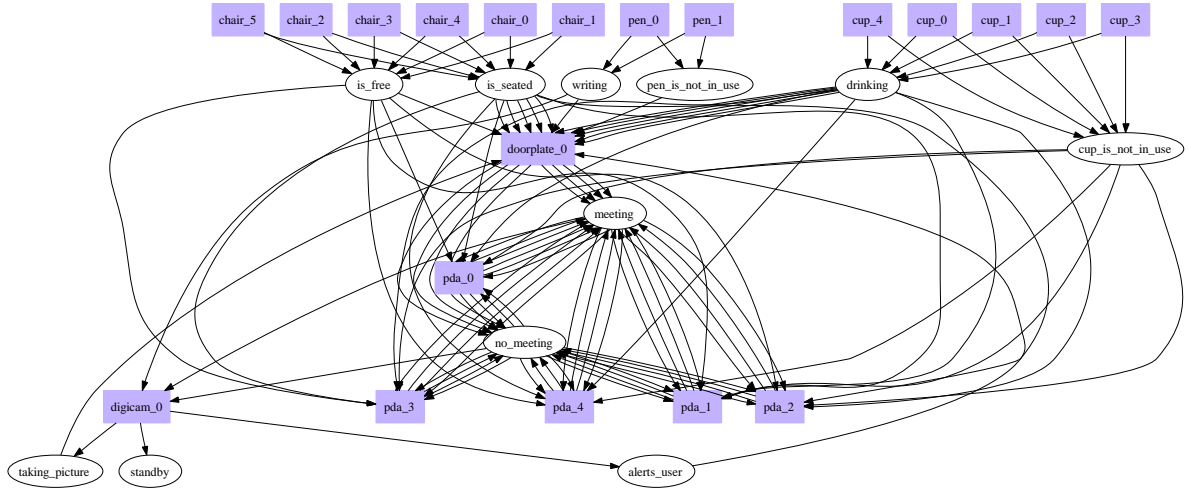 chair_5
chair_2
chair_3
chair_4
chair_0
chair_1
pen_0
pen_1
cup_4
cup_0
cup_1
cup_2
cup_3
is_free
is_seated
writing
pen_is_not_in_use
drinking
doorplate_0
cup_is_not_in_use
meeting
pda_0
no_meeting
digicam_0
pda_3
pda_4
pda_1
pda_2
taking_picture
standby
alerts_user